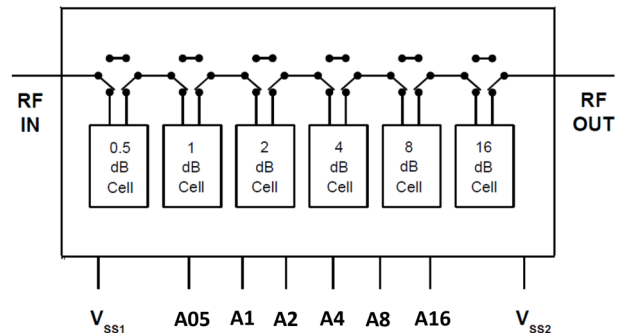 RF
IN
0.5
dB
Cell
1
dB
Cell
2
dB
Cell
4
dB
Cell
8
dB
Cell
16
dB
Cell
RF
OUT
VSS1 A05 A1 A2 A4 A8 A16 VSS2